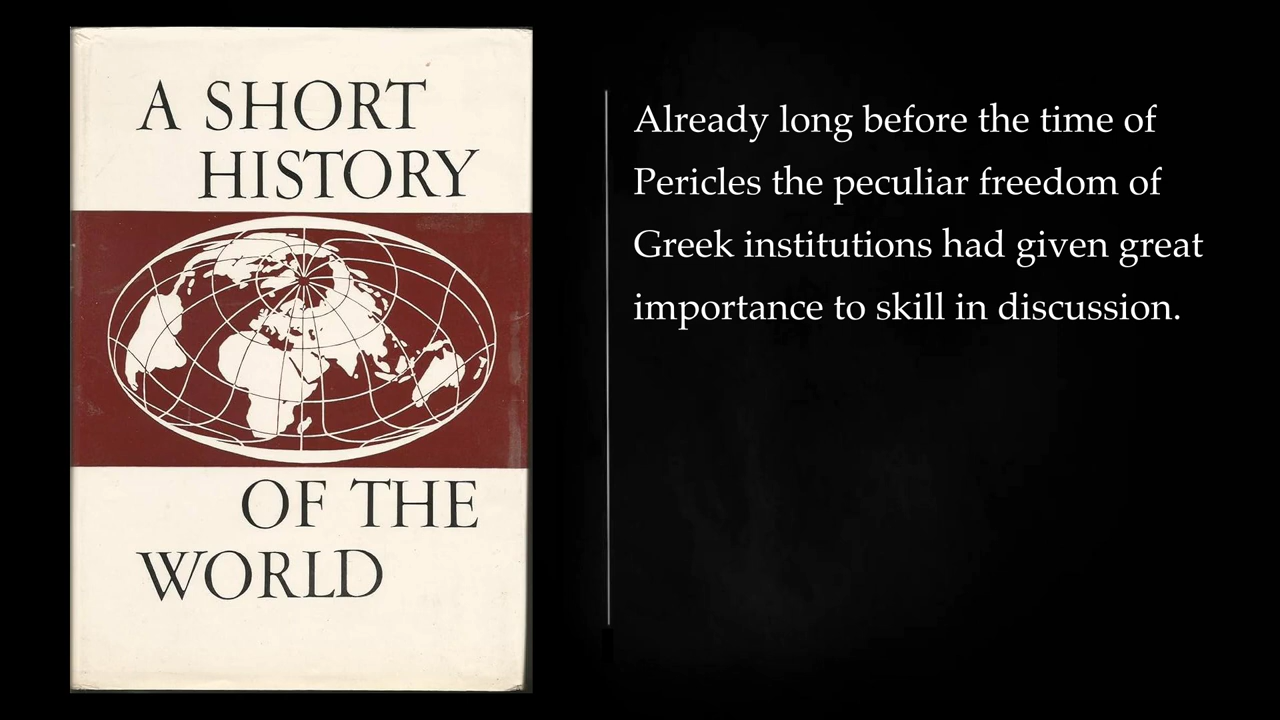 A SHORT
HISTORY
OF THE
WORLD
Already long before the time of
Pericles the peculiar freedom of
Greek institutions had given great
importance to skill in discussion.